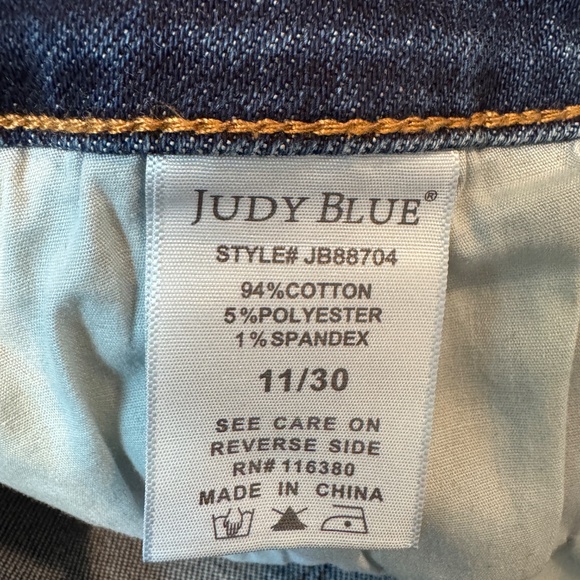 JUDY BLUE®
STYLE# JB88704
94%COTTON
5%POLYESTER
1%SPANDEX
11/30
SEE CARE ON
REVERSE SIDE
RN# 116380
MADE IN CHINA